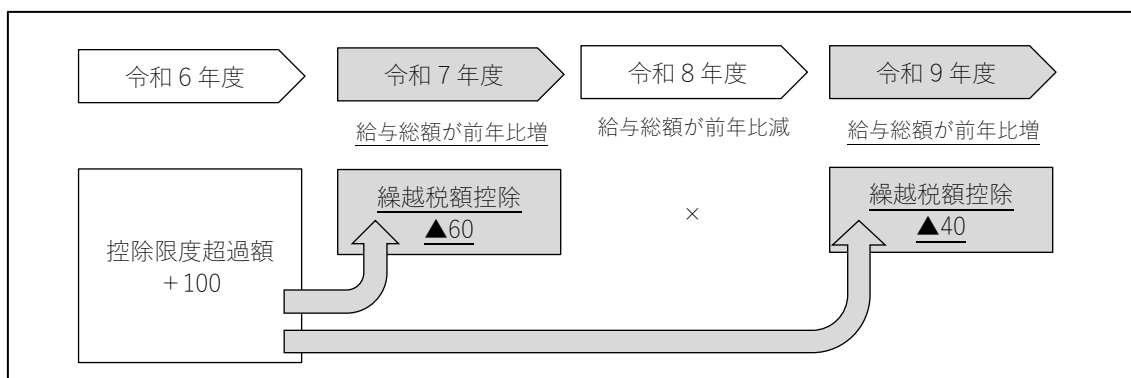 令和６年度
令和７年度
令和８年度
令和９年度
給与総額が前年比増
給与総額が前年比減
給与総額が前年比増
控除限度超過額
＋100
繰越税額控除
▲60
×
繰越税額控除
▲40